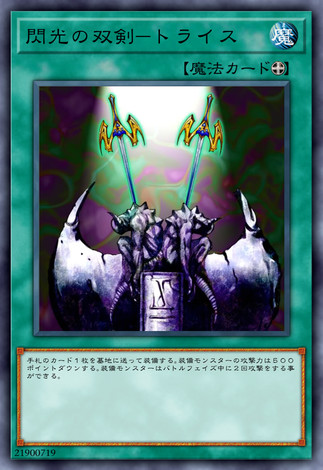 閃光の双剣－トライス
魔
【魔法カード】
手札のカード１枚を墓地に送って装備する。装備モンスターの攻撃力は５００
ポイントダウンする。装備モンスターはバトルフェイズ中に２回攻撃をする事
ができる。
21900719